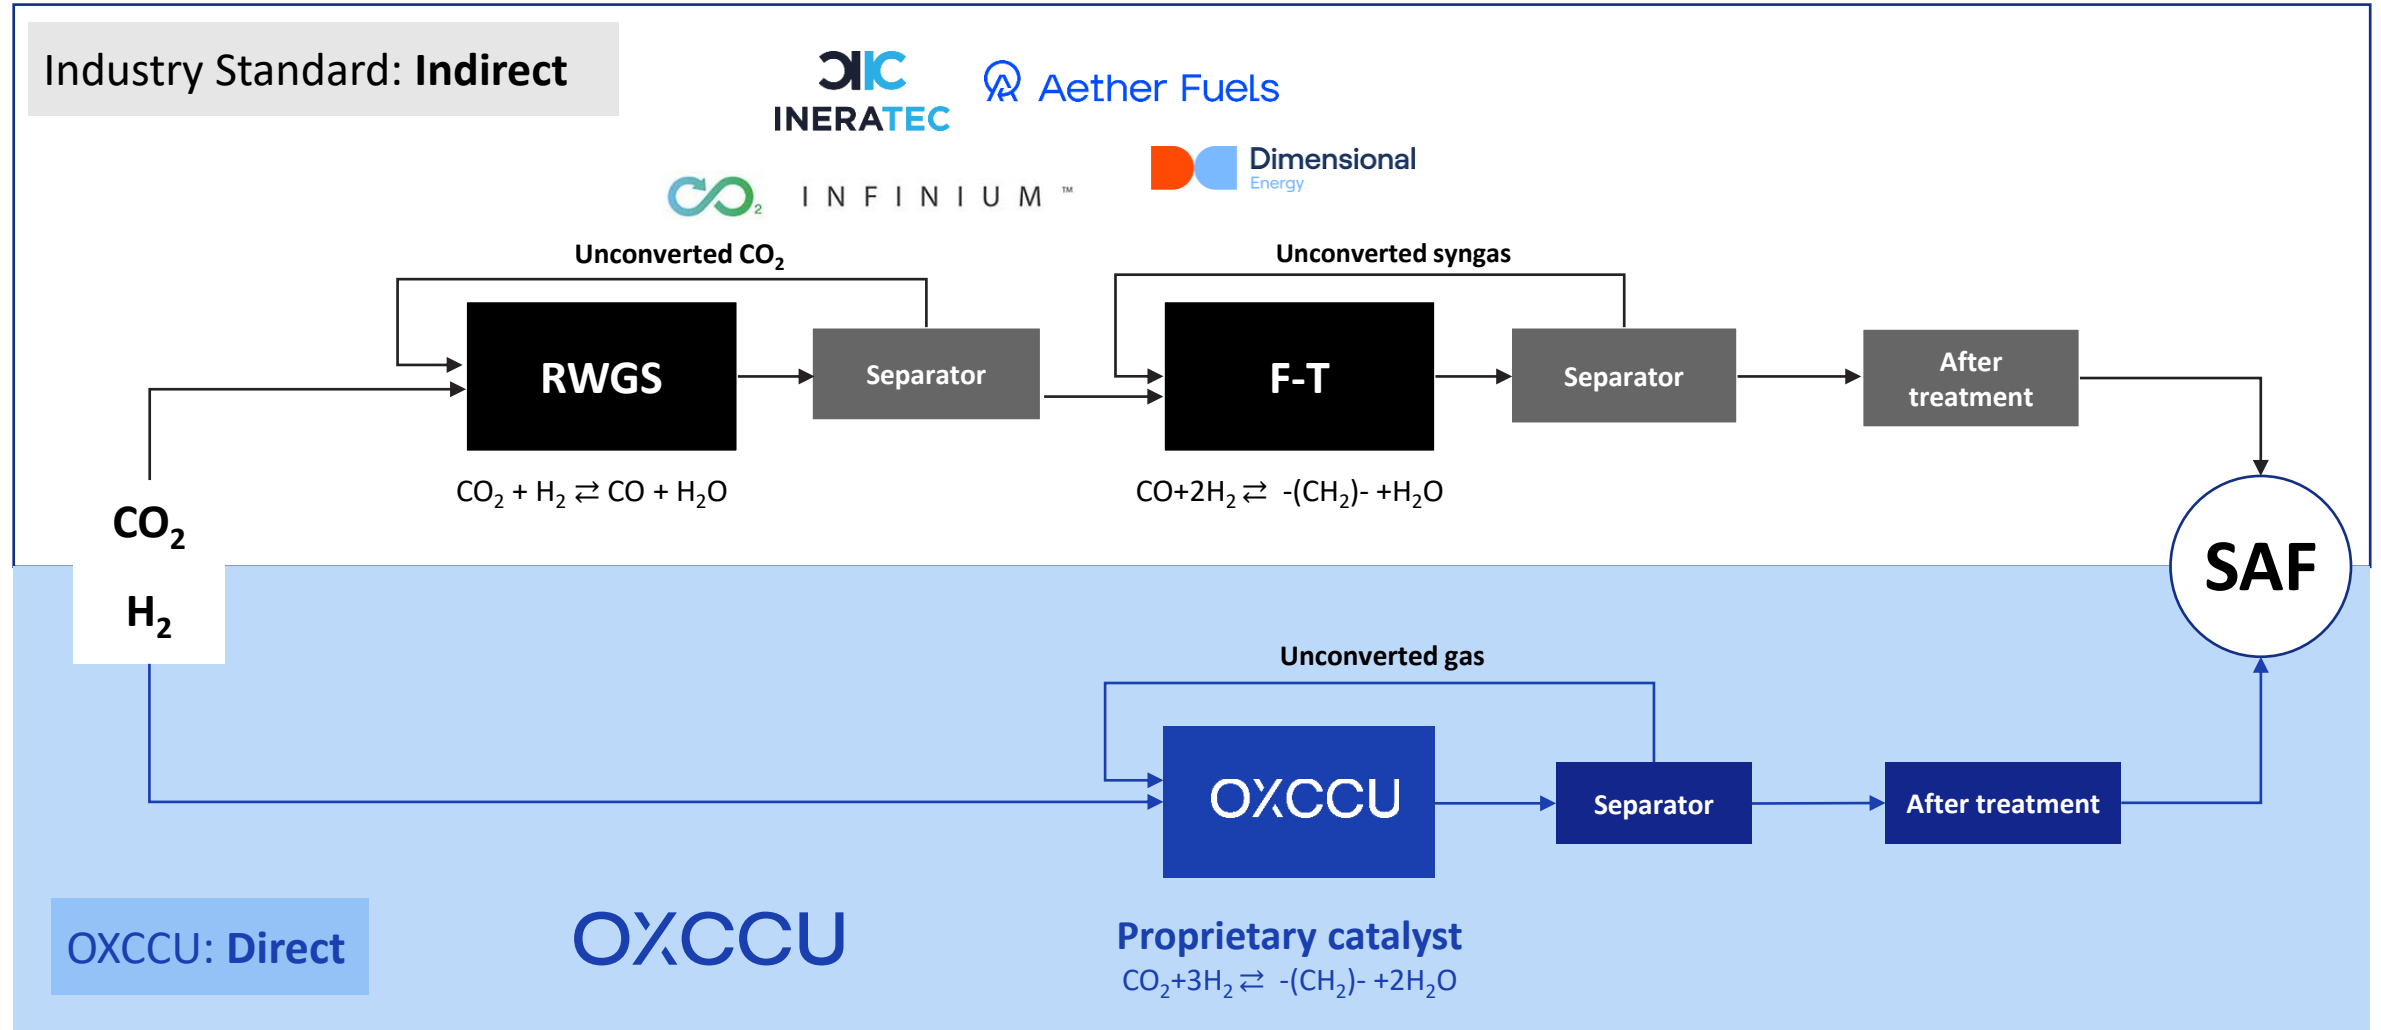 Industry Standard: Indirect
INERATEC
Aether Fuels
Dimensional
Energy
CO₂
INFINIUM™
Unconverted CO₂
Unconverted syngas
RWGS
Separator
F-T
Separator
After
treatment
CO₂ + H₂ ⇄ CO + H₂O
CO+2H₂ ⇄ -(CH₂)- +H₂O
CO₂
H₂
SAF
Unconverted gas
OXCCU
Separator
After treatment
OXCCU: Direct
OXCCU
Proprietary catalyst
CO₂+3H₂ ⇄ -(CH₂)- +2H₂O